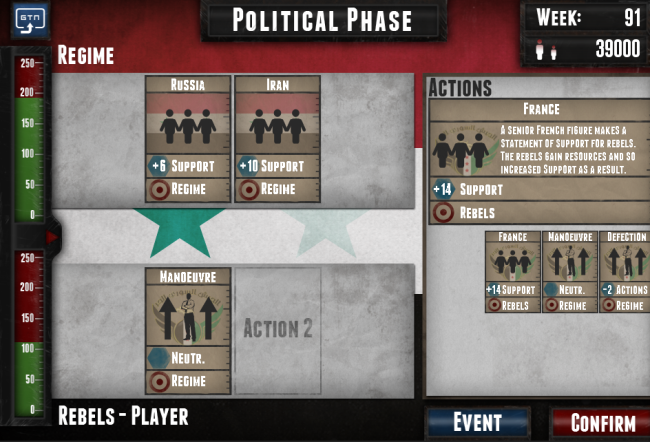 GTN
POLITICAL PHASE
WEEK: 91
39000
REGIME
250
200
150
100
50
0
250
200
150
100
50
0
RUSSIA
+6 SUPPORT
REGIME
IRAN
+10 SUPPORT
REGIME
MANOEUVRE
NEUTR.
REGIME
ACTION 2
REBELS - PLAYER
ACTIONS
FRANCE
A SENIOR FRENCH FIGURE MAKES A
STATEMENT OF SUPPORT FOR REBELS.
THE REBELS GAIN RESOURCES AND SO
INCREASED SUPPORT AS A RESULT.
+14 SUPPORT
REBELS
FRANCE
+14 SUPPORT
REBELS
MANOEUVRE
NEUTR.
REGIME
DEFECTION
-2 ACTIONS
REGIME
EVENT
CONFIRM